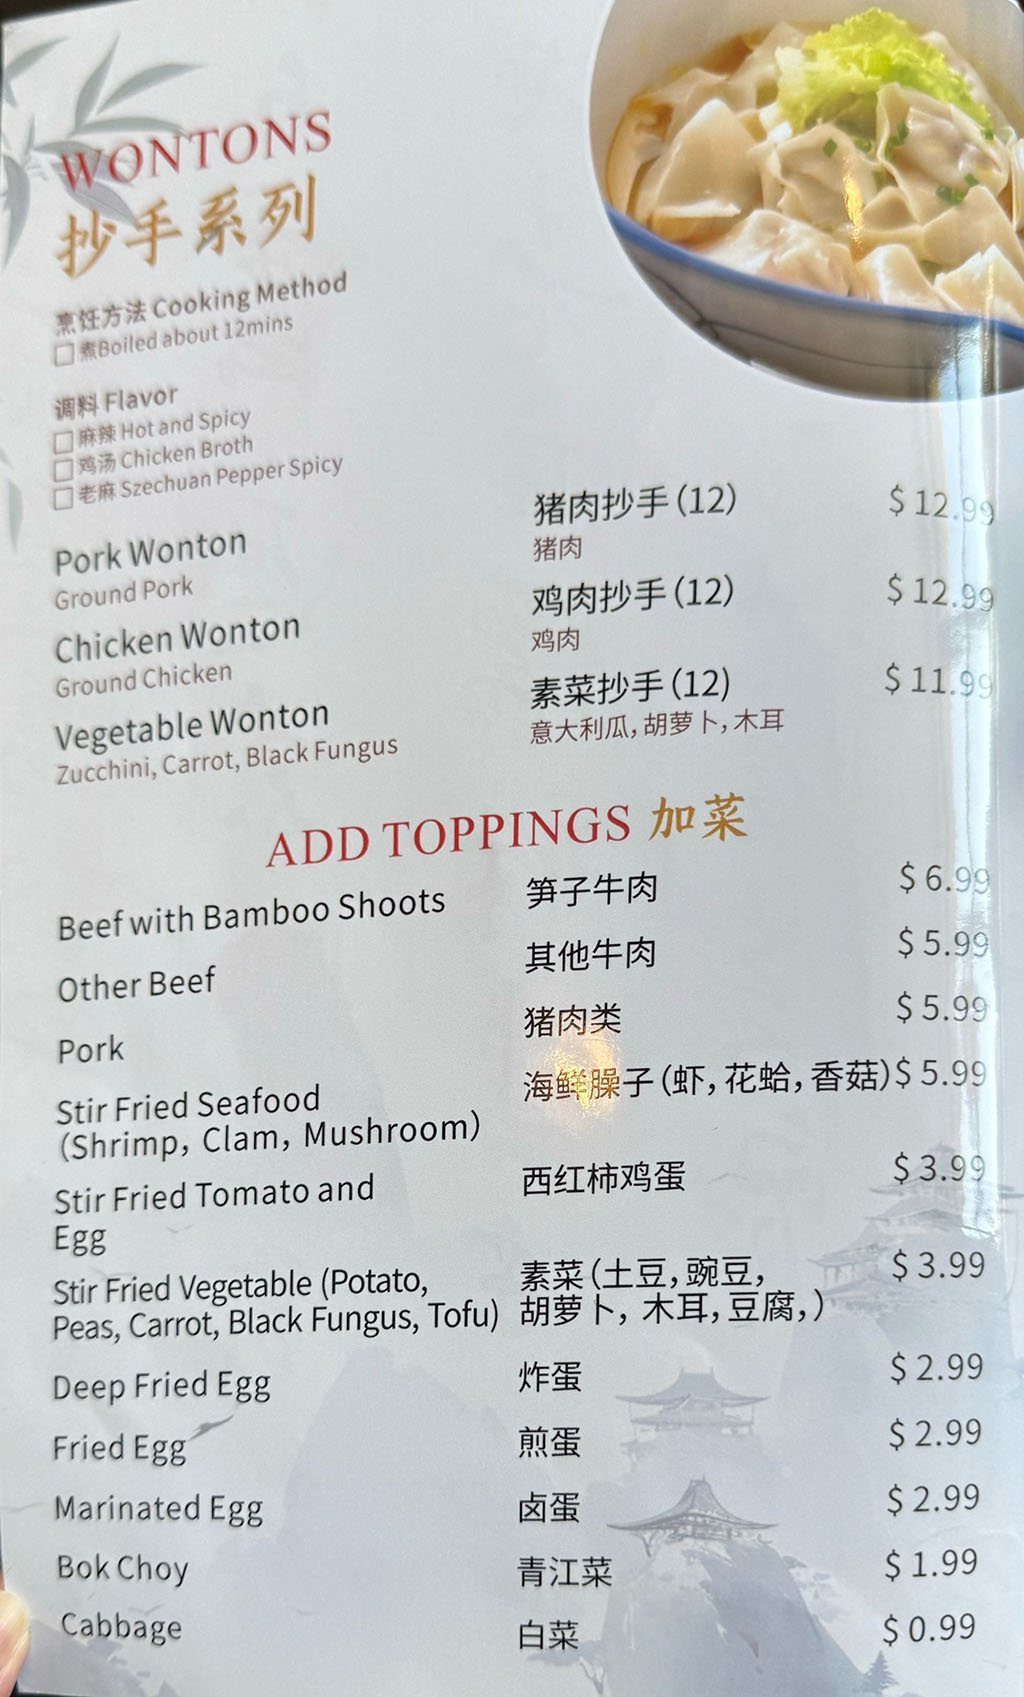 WONTONS
抄手系列
烹饪方法 Cooking Method
煮Boiled about 12mins
调料 Flavor
麻辣 Hot and Spicy
鸡汤 Chicken Broth
老麻 Szechuan Pepper Spicy
Pork Wonton 猪肉抄手(12) $ 12.99
Ground Pork 猪肉
Chicken Wonton 鸡肉抄手(12) $ 12.99
Ground Chicken 鸡肉
Vegetable Wonton 素菜抄手(12) $ 11.99
Zucchini, Carrot, Black Fungus 意大利瓜,胡萝卜,木耳
ADD TOPPINGS 加菜
Beef with Bamboo Shoots 笋子牛肉 $ 6.99
Other Beef 其他牛肉 $ 5.99
Pork 猪肉类 $ 5.99
Stir Fried Seafood 海鲜臊子(虾,花蛤,香菇) $ 5.99
(Shrimp, Clam, Mushroom)
Stir Fried Tomato and 西红柿鸡蛋 $ 3.99
Egg
Stir Fried Vegetable (Potato, 素菜(土豆,豌豆, $ 3.99
Peas, Carrot, Black Fungus, Tofu) 胡萝卜,木耳,豆腐,)
Deep Fried Egg 炸蛋 $ 2.99
Fried Egg 煎蛋 $ 2.99
Marinated Egg 卤蛋 $ 2.99
Bok Choy 青江菜 $ 1.99
Cabbage 白菜 $ 0.99